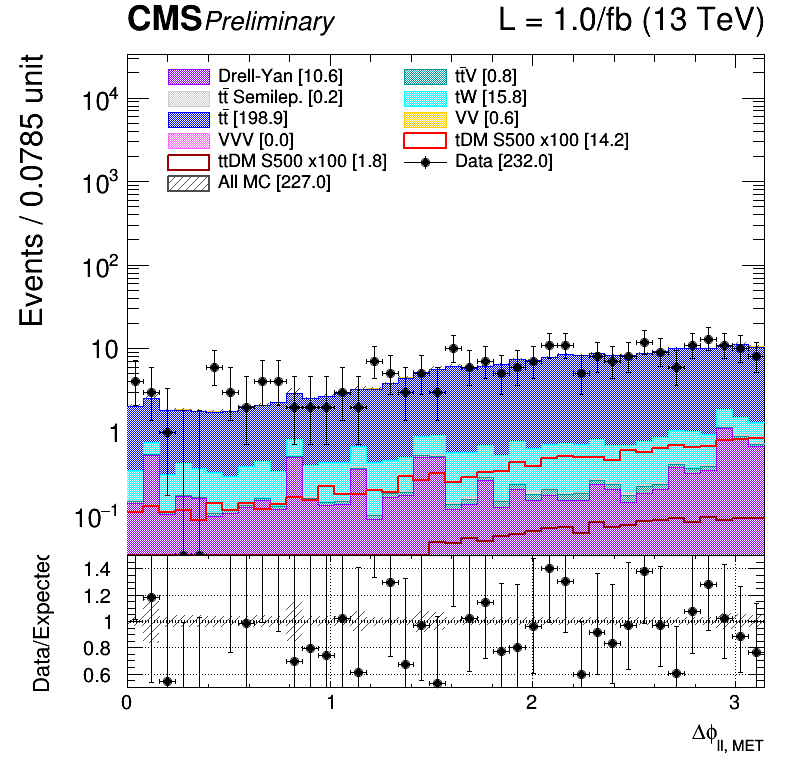 CMS Preliminary L = 1.0/fb (13 TeV)
Events / 0.0785 unit
Drell-Yan [10.6] tt̄V [0.8]
tt̄ Semilep. [0.2] tW [15.8]
tt̄ [198.9] VV [0.6]
VVV [0.0] tDM S500 x100 [14.2]
ttDM S500 x100 [1.8] Data [232.0]
All MC [227.0]
10⁴
10³
10²
10
1
10⁻¹
Data/Expected
1.4
1.2
1
0.8
0.6
0 1 2 3
Δϕ ll, MET